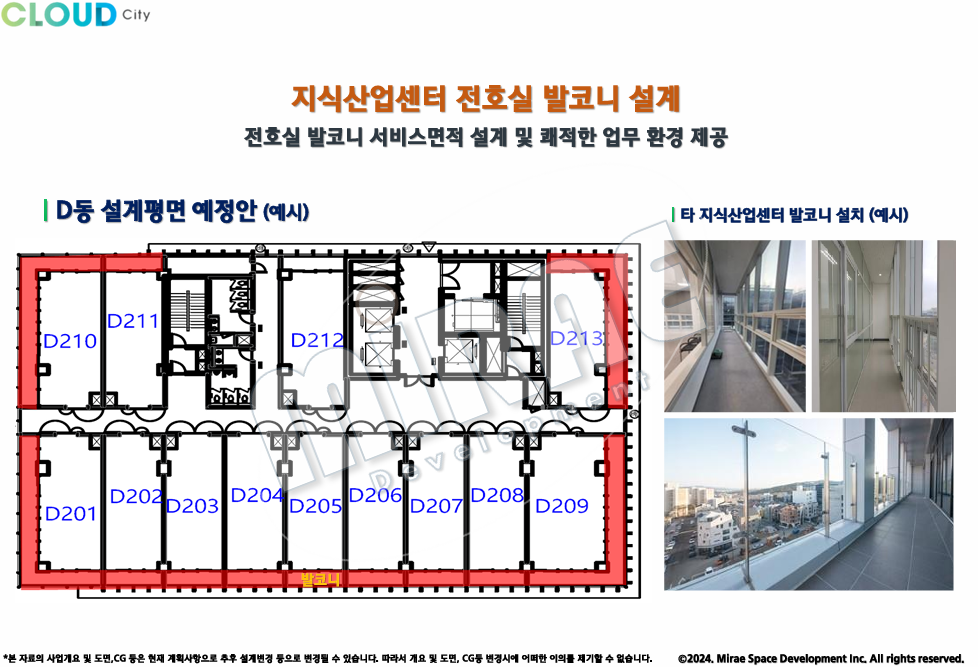 CLOUD City
지식산업센터 전호실 발코니 설계
전호실 발코니 서비스면적 설계 및 쾌적한 업무 환경 제공
D동 설계평면 예정안 (예시)
타 지식산업센터 발코니 설치 (예시)
D210
D211
D212
D213
D201
D202
D203
D204
D205
D206
D207
D208
D209
발코니
MIRAE
Development
*본 자료의 사업개요 및 도면,CG 등은 현재 계획사항으로 추후 설계변경 등으로 변경될 수 있습니다. 따라서 개요 및 도면, CG등 변경시에 어떠한 이의를 제기할 수 없습니다.
©2024. Mirae Space Development Inc. All rights reserved.